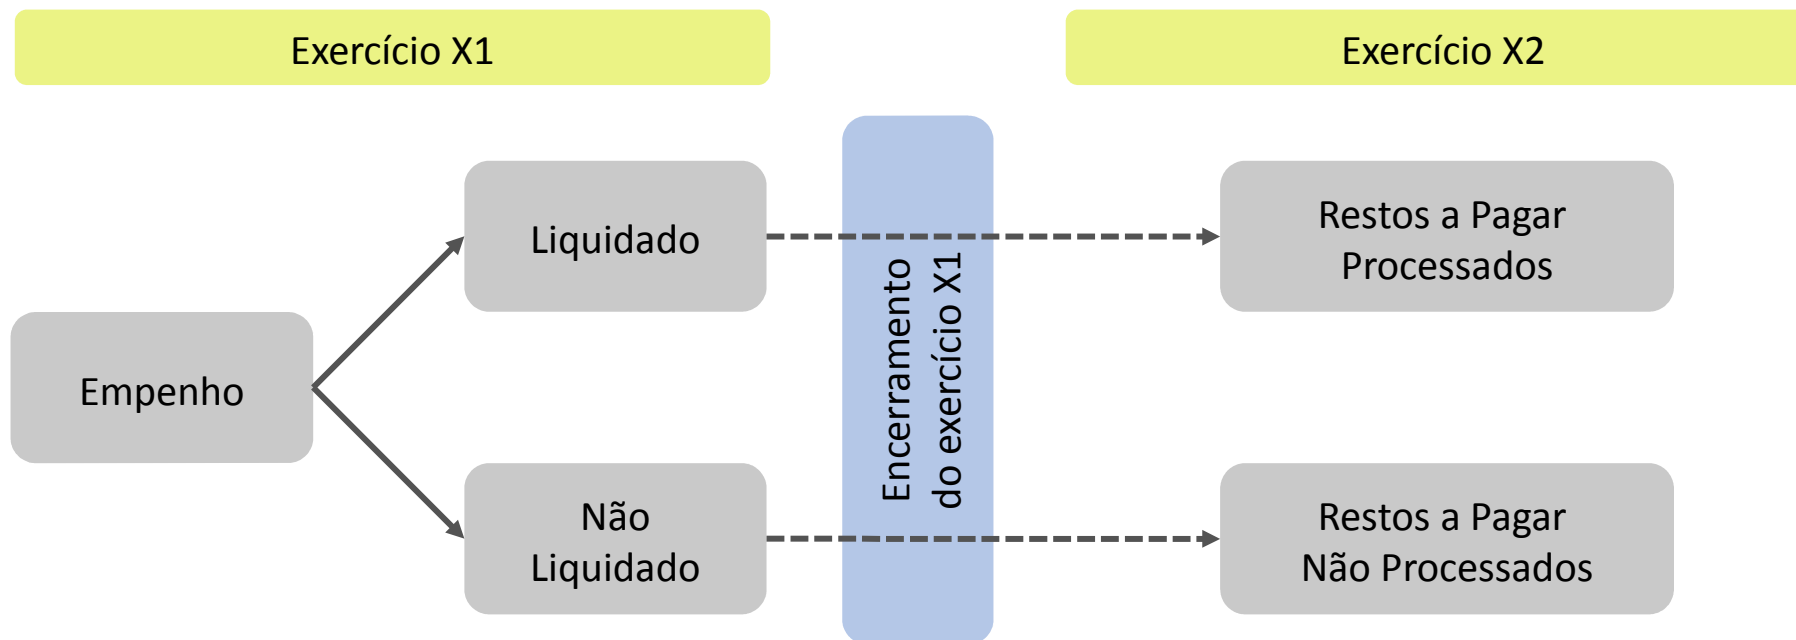 Exercício X1
Exercício X2
Empenho
Liquidado
Não
Liquidado
Encerramento
do exercício X1
Restos a Pagar
Processados
Restos a Pagar
Não Processados